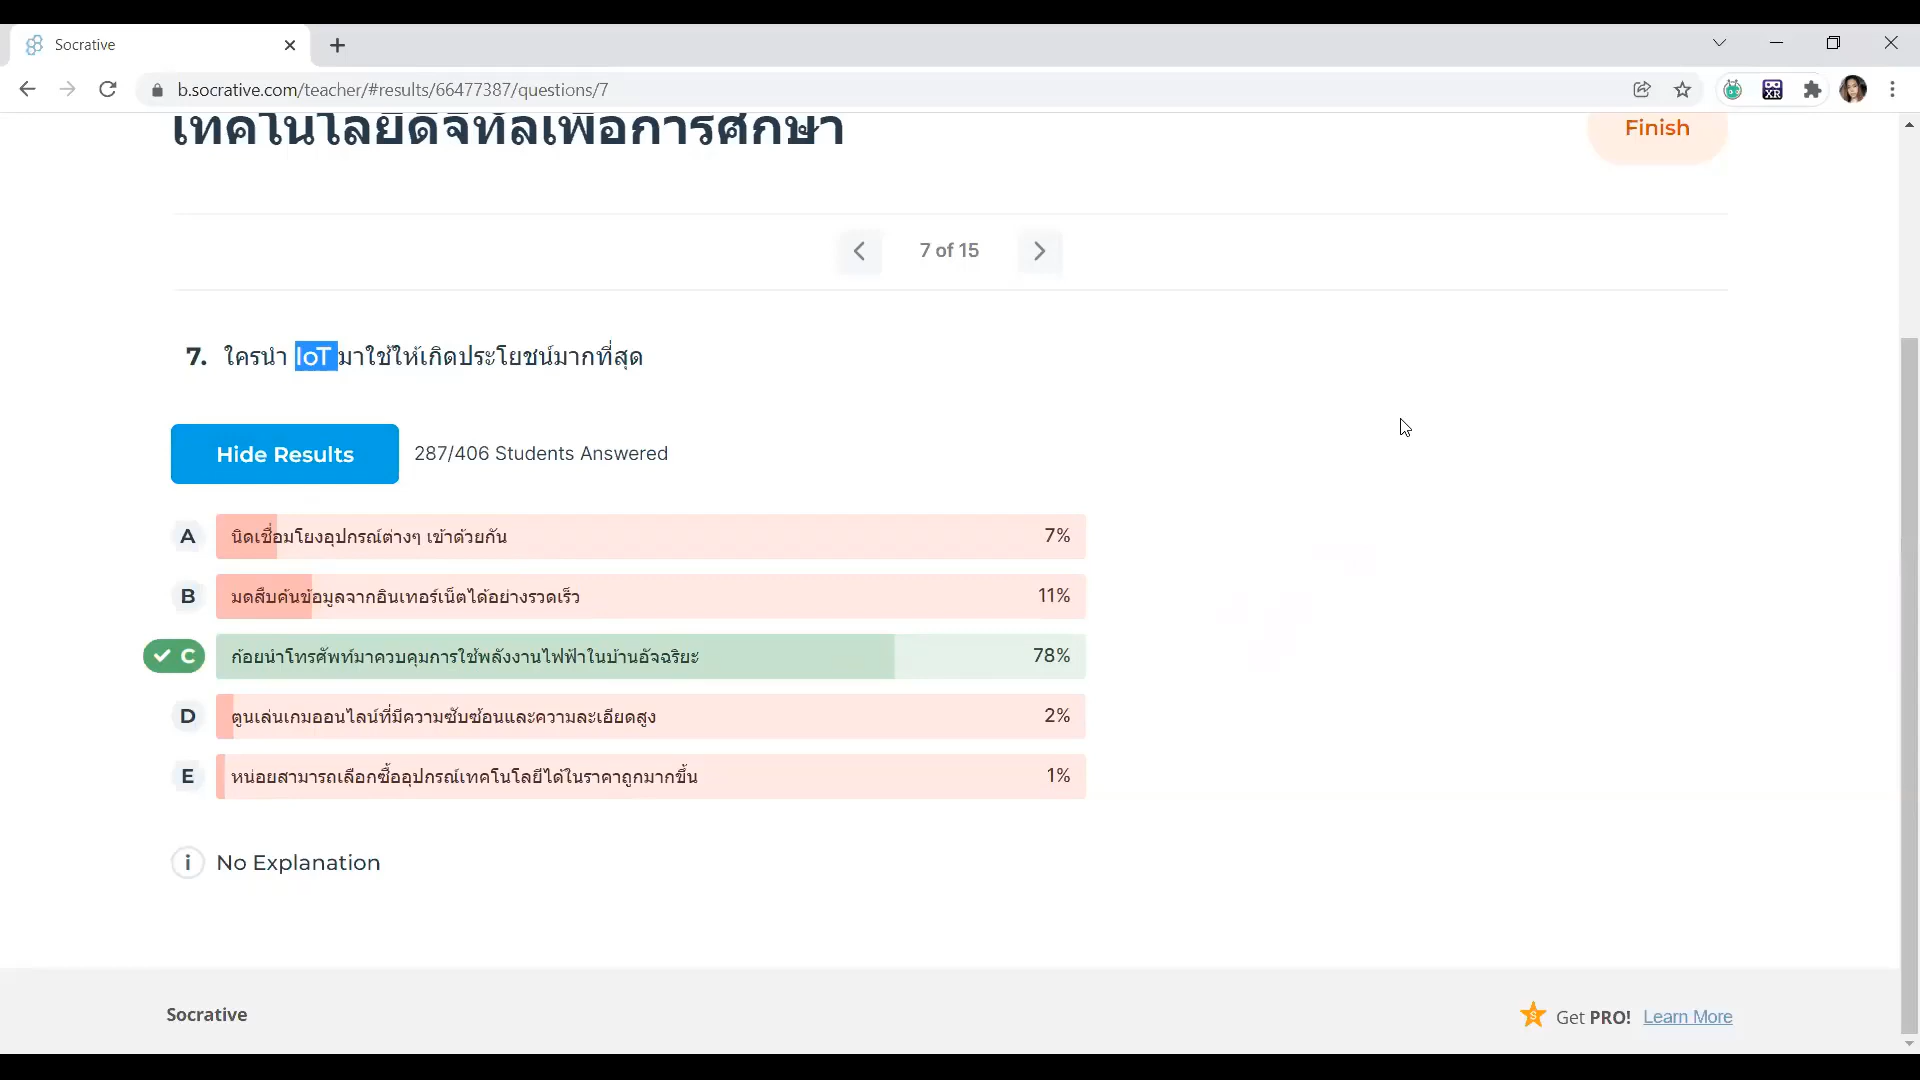 Socrative
b.socrative.com/teacher/#results/66477387/questions/7
เทคโนโลยีดิจิทัลเพื่อการศึกษา
Finish
7 of 15
7. ใครนำ IoT มาใช้ให้เกิดประโยชน์มากที่สุด
Hide Results
287/406 Students Answered
A นิดเชื่อมโยงอุปกรณ์ต่างๆ เข้าด้วยกัน 7%
B มดสืบค้นข้อมูลจากอินเทอร์เน็ตได้อย่างรวดเร็ว 11%
C ก้อยนำโทรศัพท์มาควบคุมการใช้พลังงานไฟฟ้าในบ้านอัจฉริยะ 78%
D ตูนเล่นเกมออนไลน์ที่มีความซับซ้อนและความละเอียดสูง 2%
E หน่อยสามารถเลือกซื้ออุปกรณ์เทคโนโลยีได้ในราคาถูกมากขึ้น 1%
i No Explanation
Socrative
Get PRO! Learn More